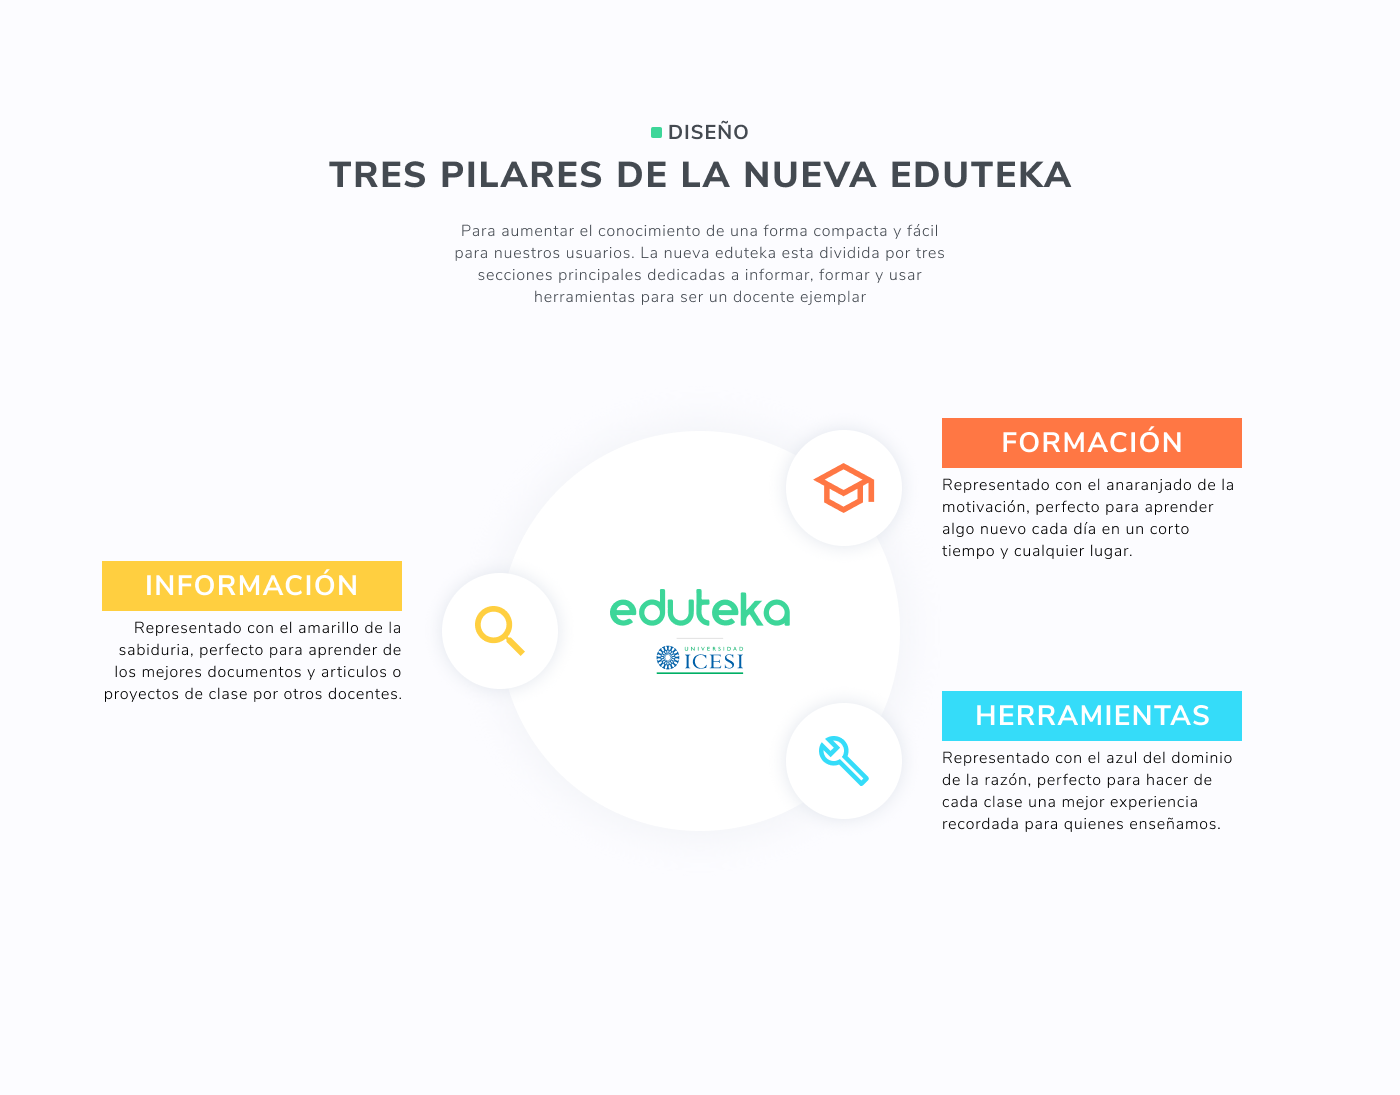 DISEÑO
TRES PILARES DE LA NUEVA EDUTEKA
Para aumentar el conocimiento de una forma compacta y fácil
para nuestros usuarios. La nueva eduteka esta dividida por tres
secciones principales dedicadas a informar, formar y usar
herramientas para ser un docente ejemplar
INFORMACIÓN
Representado con el amarillo de la
sabiduria, perfecto para aprender de
los mejores documentos y articulos o
proyectos de clase por otros docentes.
eduteka
UNIVERSIDAD
ICESI
FORMACIÓN
Representado con el anaranjado de la
motivación, perfecto para aprender
algo nuevo cada día en un corto
tiempo y cualquier lugar.
HERRAMIENTAS
Representado con el azul del dominio
de la razón, perfecto para hacer de
cada clase una mejor experiencia
recordada para quienes enseñamos.